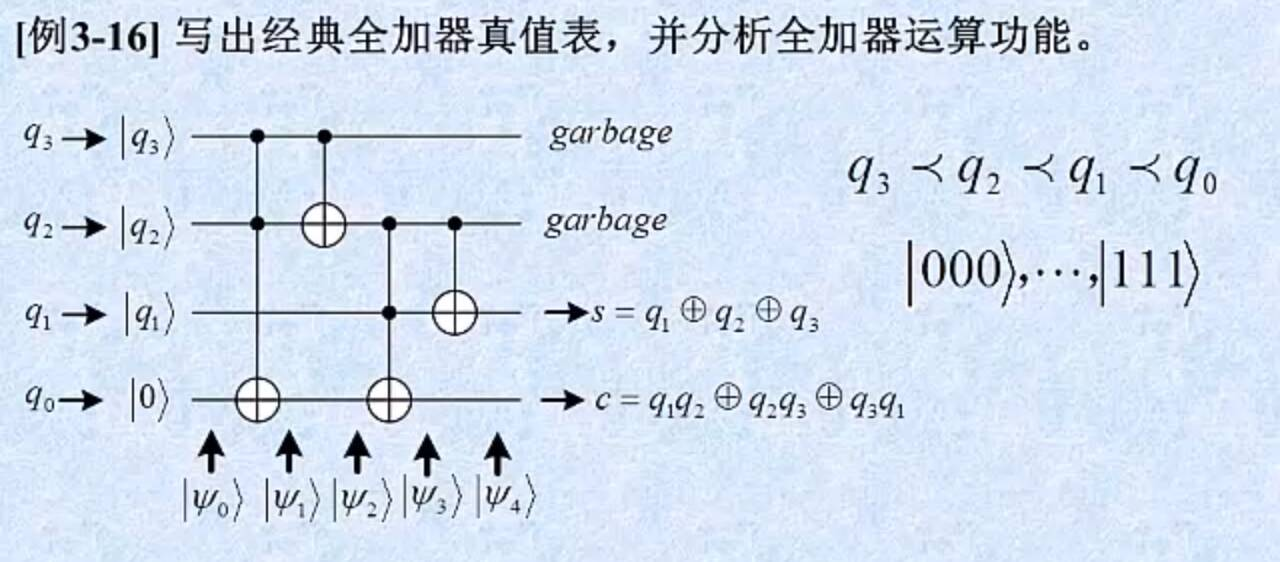 [例3-16] 写出经典全加器真值表，并分析全加器运算功能。
q₃ → |q₃⟩ garbage
q₃ ≺ q₂ ≺ q₁ ≺ q₀
q₂ → |q₂⟩ garbage
|000⟩,⋯,|111⟩
q₁ → |q₁⟩ → s = q₁ ⊕ q₂ ⊕ q₃
q₀ → |0⟩ → c = q₁q₂ ⊕ q₂q₃ ⊕ q₃q₁
|ψ₀⟩ |ψ₁⟩ |ψ₂⟩ |ψ₃⟩ |ψ₄⟩